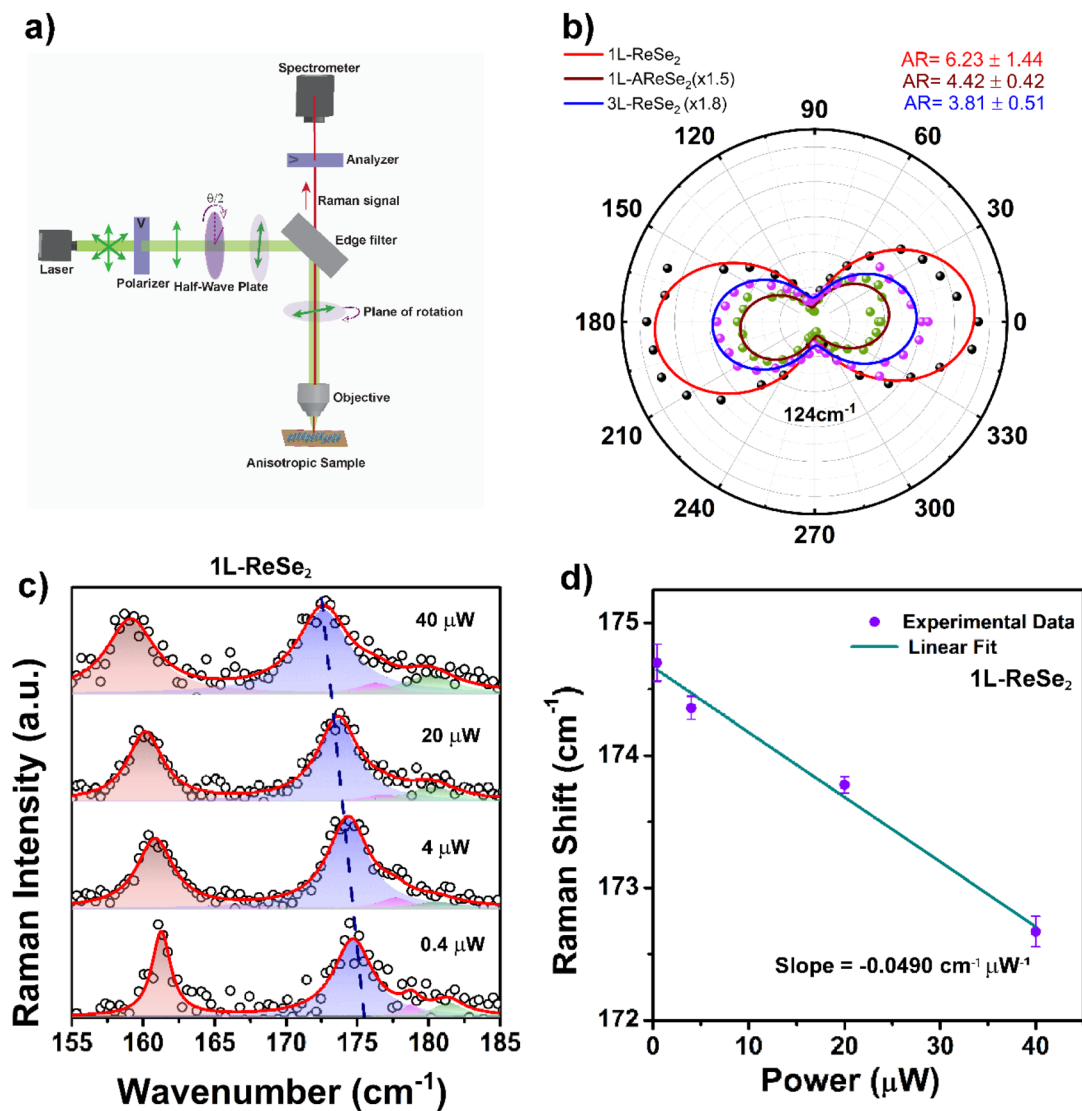 a)
Spectrometer
Analyzer
Raman signal
θ/2
V
V
Edge filter
Laser
Polarizer
Half-Wave Plate
Plane of rotation
Objective
Anisotropic Sample
b)
1L-ReSe₂
AR= 6.23 ± 1.44
1L-AReSe₂(x1.5)
AR= 4.42 ± 0.42
3L-ReSe₂ (x1.8)
AR= 3.81 ± 0.51
90
120
60
150
30
180
0
124cm⁻¹
210
330
240
300
270
c)
1L-ReSe₂
40 μW
20 μW
4 μW
0.4 μW
Raman Intensity (a.u.)
155 160 165 170 175 180 185
Wavenumber (cm⁻¹)
d)
175
Experimental Data
Linear Fit
1L-ReSe₂
174
173
Slope = -0.0490 cm⁻¹ μW⁻¹
172
Raman Shift (cm⁻¹)
0 10 20 30 40
Power (μW)